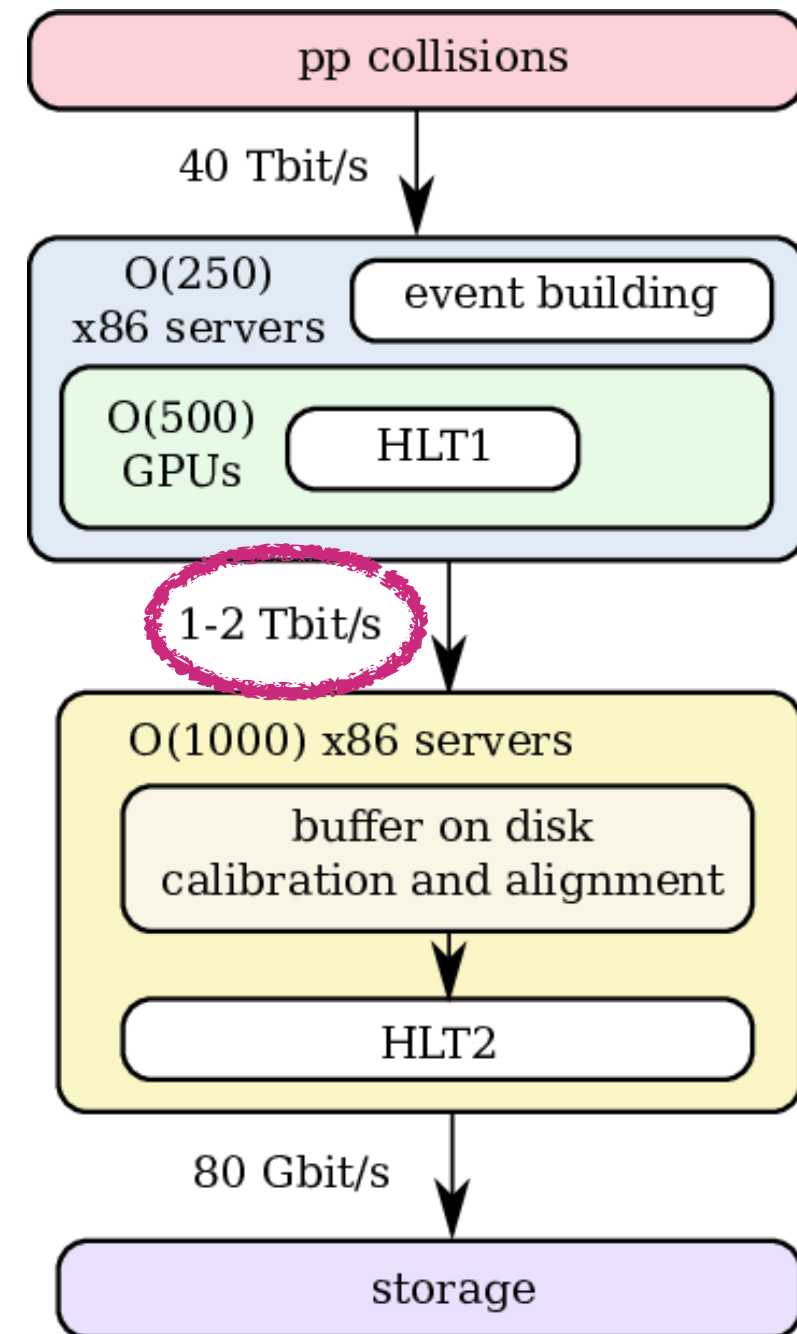 pp collisions
40 Tbit/s
O(250)
x86 servers
event building
O(500)
GPUs
HLT1
1-2 Tbit/s
O(1000) x86 servers
buffer on disk
calibration and alignment
HLT2
80 Gbit/s
storage